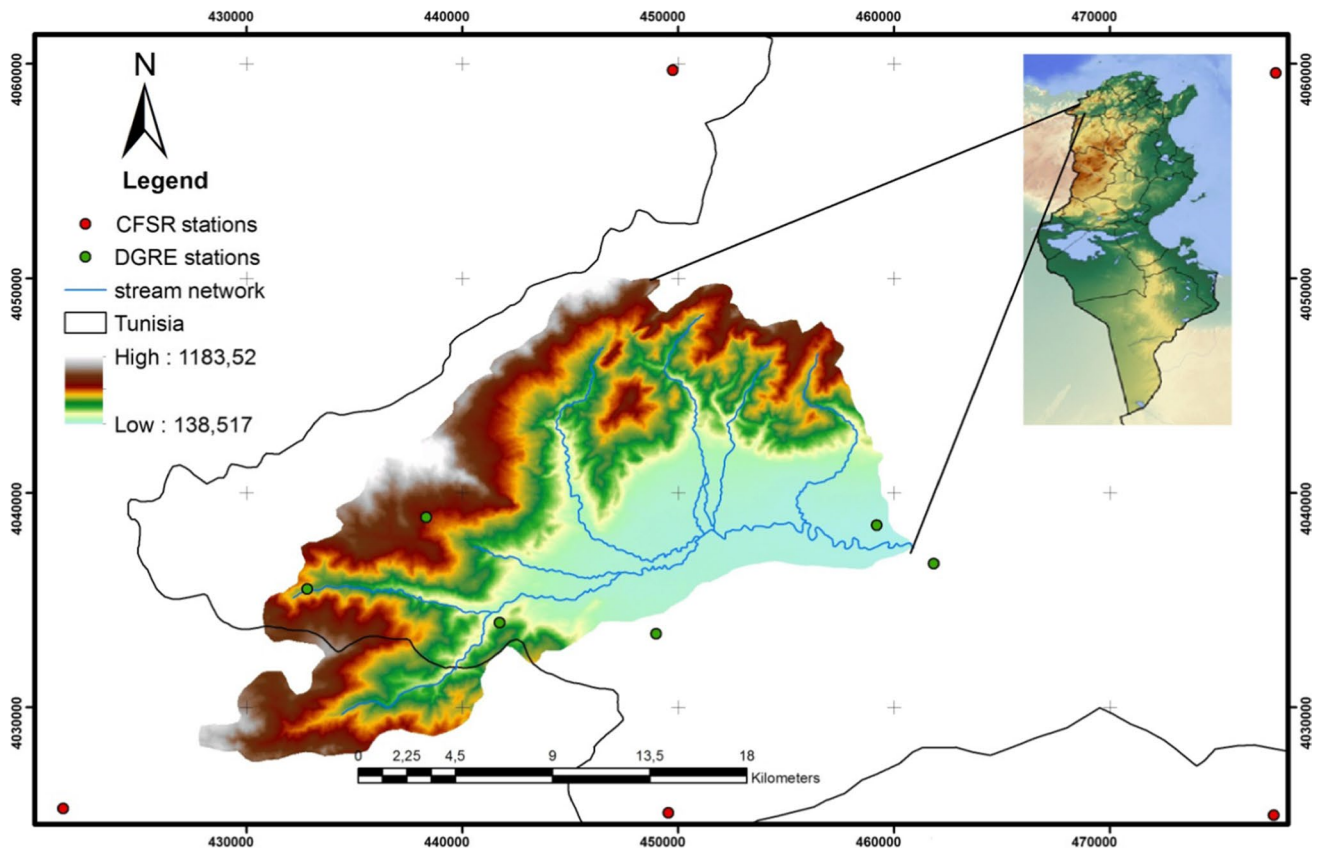 430000 440000 450000 460000 470000
4060000
4060000
N
Legend
CFSR stations
DGRE stations
stream network
Tunisia
High : 1183,52
Low : 138,517
4050000
4050000
4040000
4040000
4030000
4030000
0 2,25 4,5 9 13,5 18
Kilometers
430000 440000 450000 460000 470000